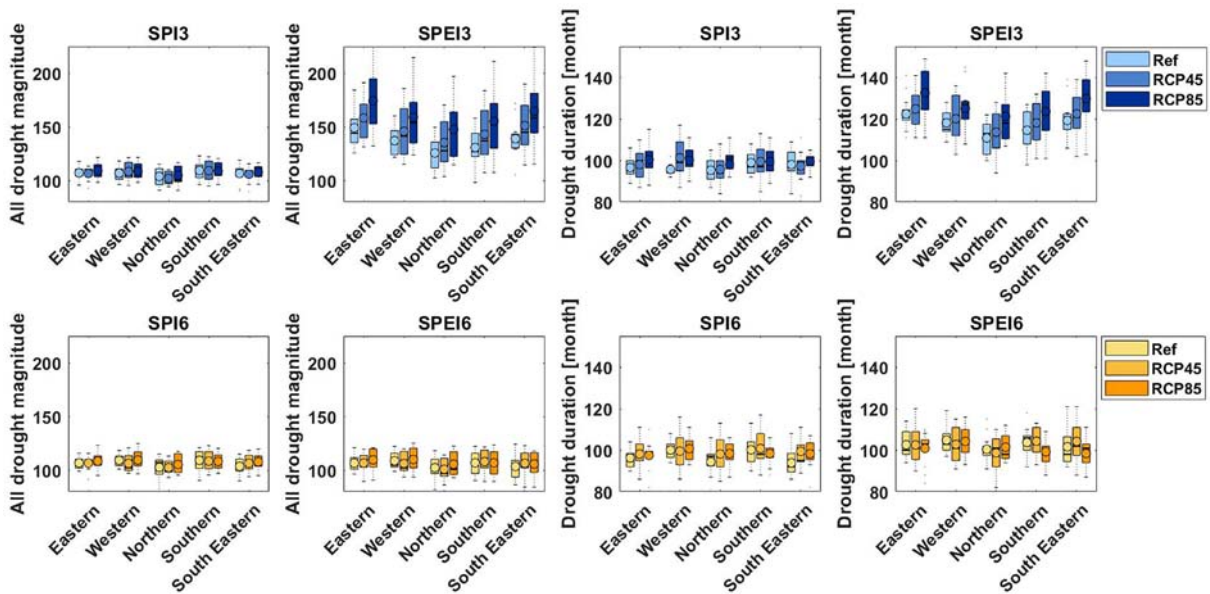 SPI3
SPEI3
SPI3
SPEI3
All drought magnitude
200
150
100
Eastern
Western
Northern
Southern
South Eastern
All drought magnitude
200
150
100
Eastern
Western
Northern
Southern
South Eastern
Drought duration [month]
140
120
100
80
Eastern
Western
Northern
Southern
South Eastern
Drought duration [month]
140
120
100
80
Eastern
Western
Northern
Southern
South Eastern
Ref
RCP45
RCP85
SPI6
SPEI6
SPI6
SPEI6
All drought magnitude
200
150
100
Eastern
Western
Northern
Southern
South Eastern
All drought magnitude
200
150
100
Eastern
Western
Northern
Southern
South Eastern
Drought duration [month]
140
120
100
80
Eastern
Western
Northern
Southern
South Eastern
Drought duration [month]
140
120
100
80
Eastern
Western
Northern
Southern
South Eastern
Ref
RCP45
RCP85